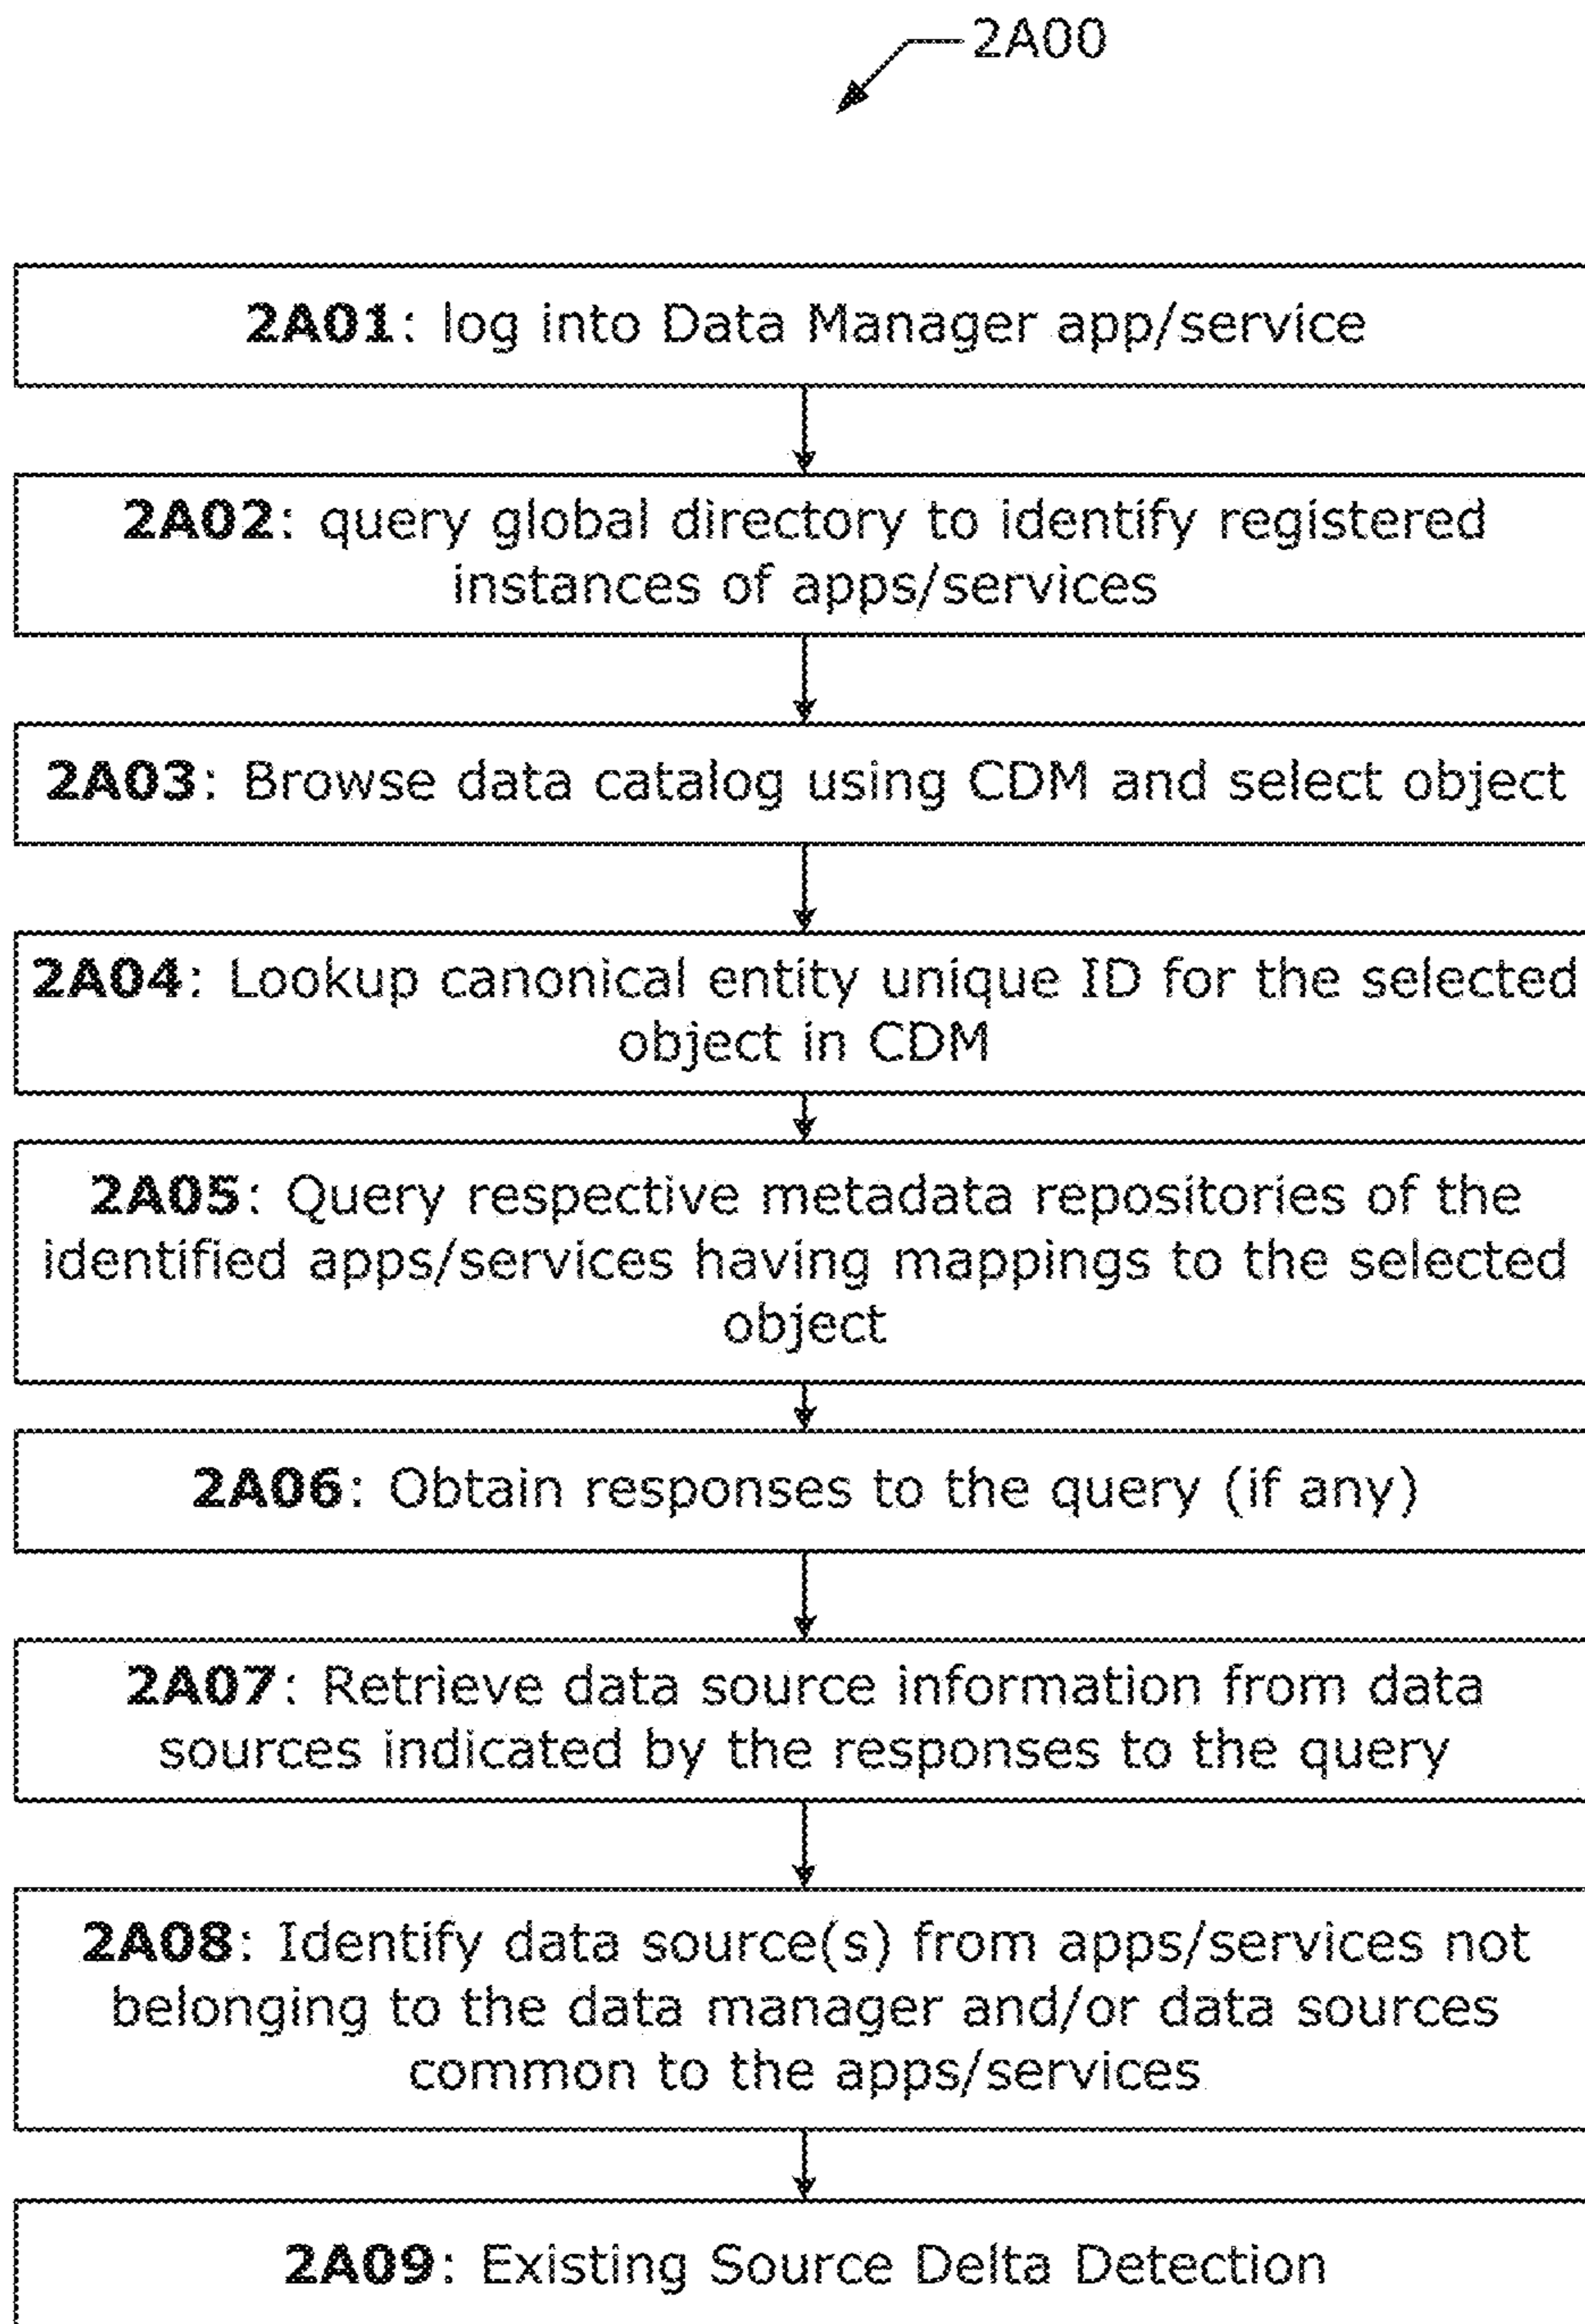 2A00
2A01: log into Data Manager app/service
2A02: query global directory to identify registered
instances of apps/services
2A03: Browse data catalog using CDM and select object
2A04: Lookup canonical entity unique ID for the selected
object in CDM
2A05: Query respective metadata repositories of the
identified apps/services having mappings to the selected
object
2A06: Obtain responses to the query (if any)
2A07: Retrieve data source information from data
sources indicated by the responses to the query
2A08: Identify data source(s) from apps/services not
belonging to the data manager and/or data sources
common to the apps/services
2A09: Existing Source Delta Detection